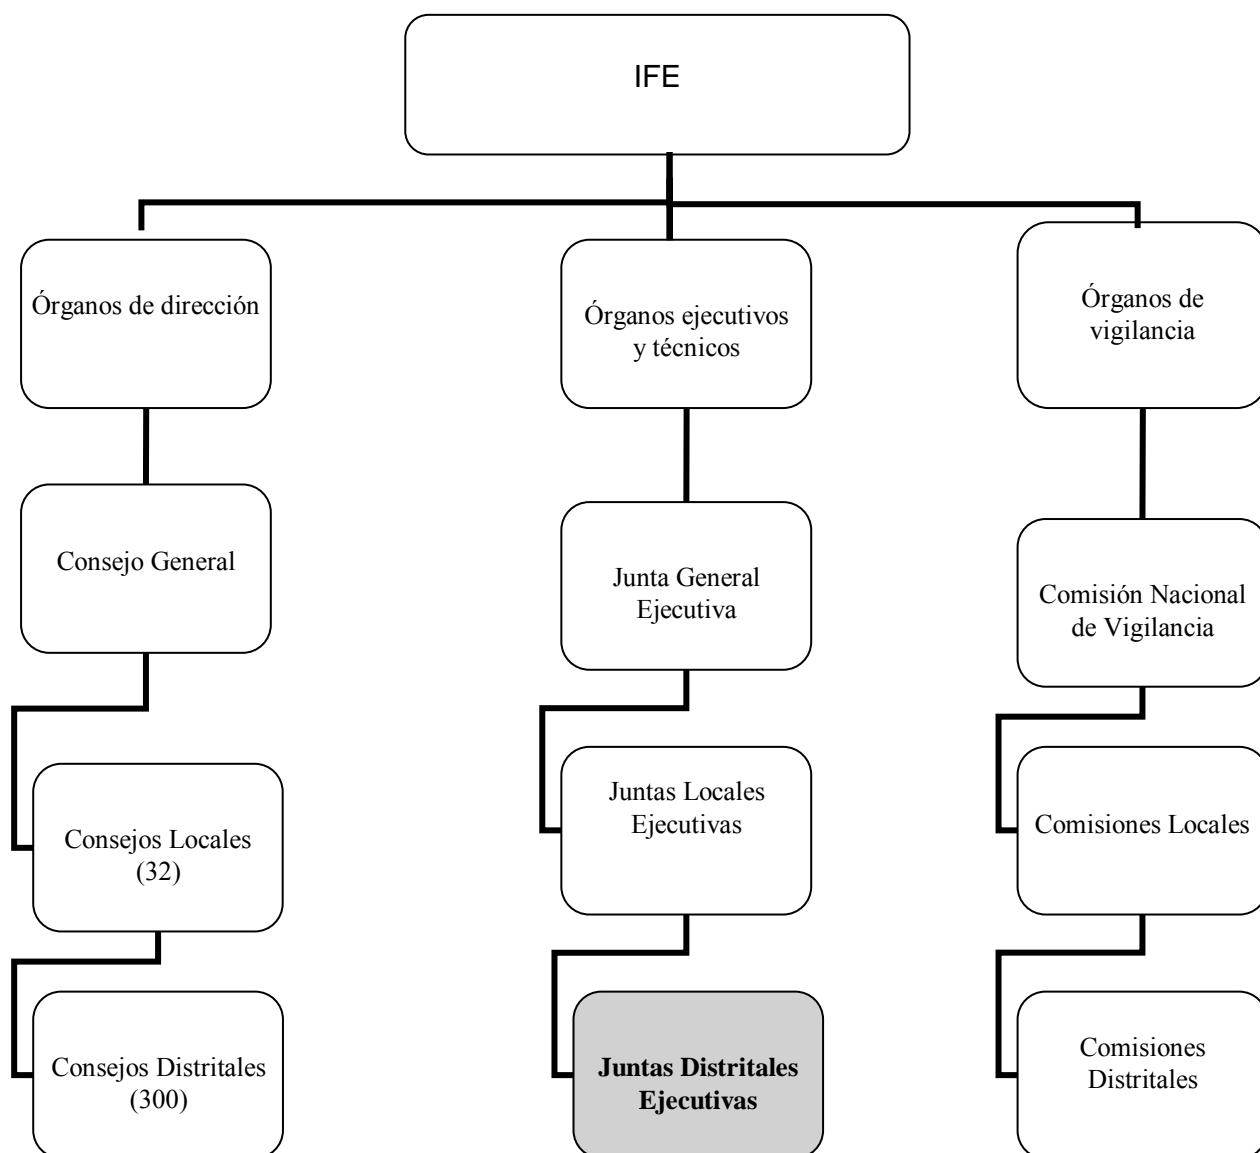 IFE
Órganos de dirección
Órganos ejecutivos
y técnicos
Órganos de
vigilancia
Consejo General
Junta General
Ejecutiva
Comisión Nacional
de Vigilancia
Consejos Locales
(32)
Juntas Locales
Ejecutivas
Comisiones Locales
Consejos Distritales
(300)
Juntas Distritales
Ejecutivas
Comisiones
Distritales